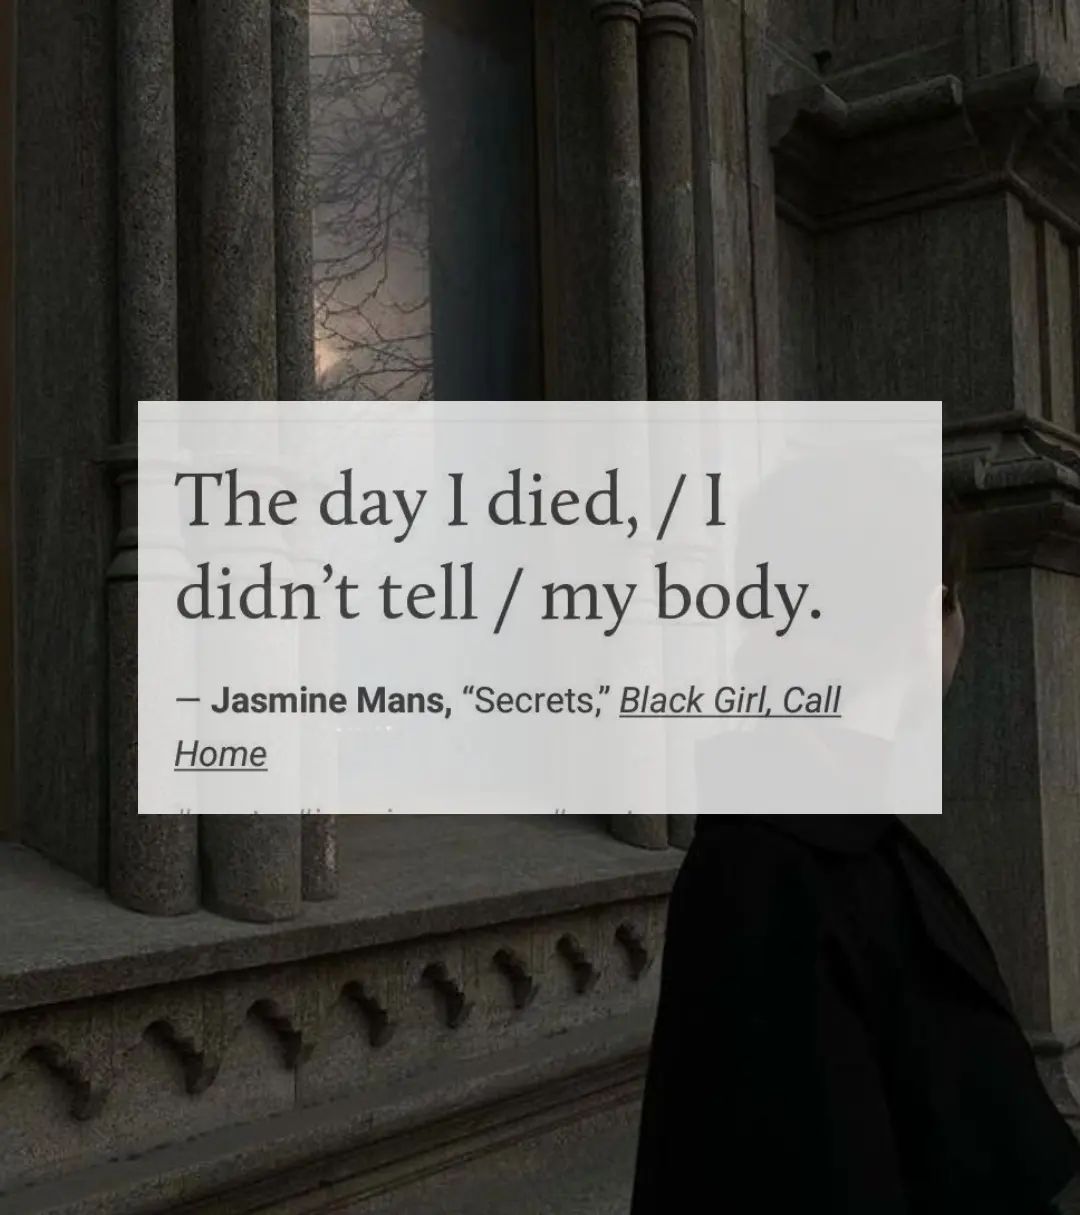 The day I died, / I
didn’t tell / my body.
— Jasmine Mans, “Secrets,” Black Girl, Call
Home